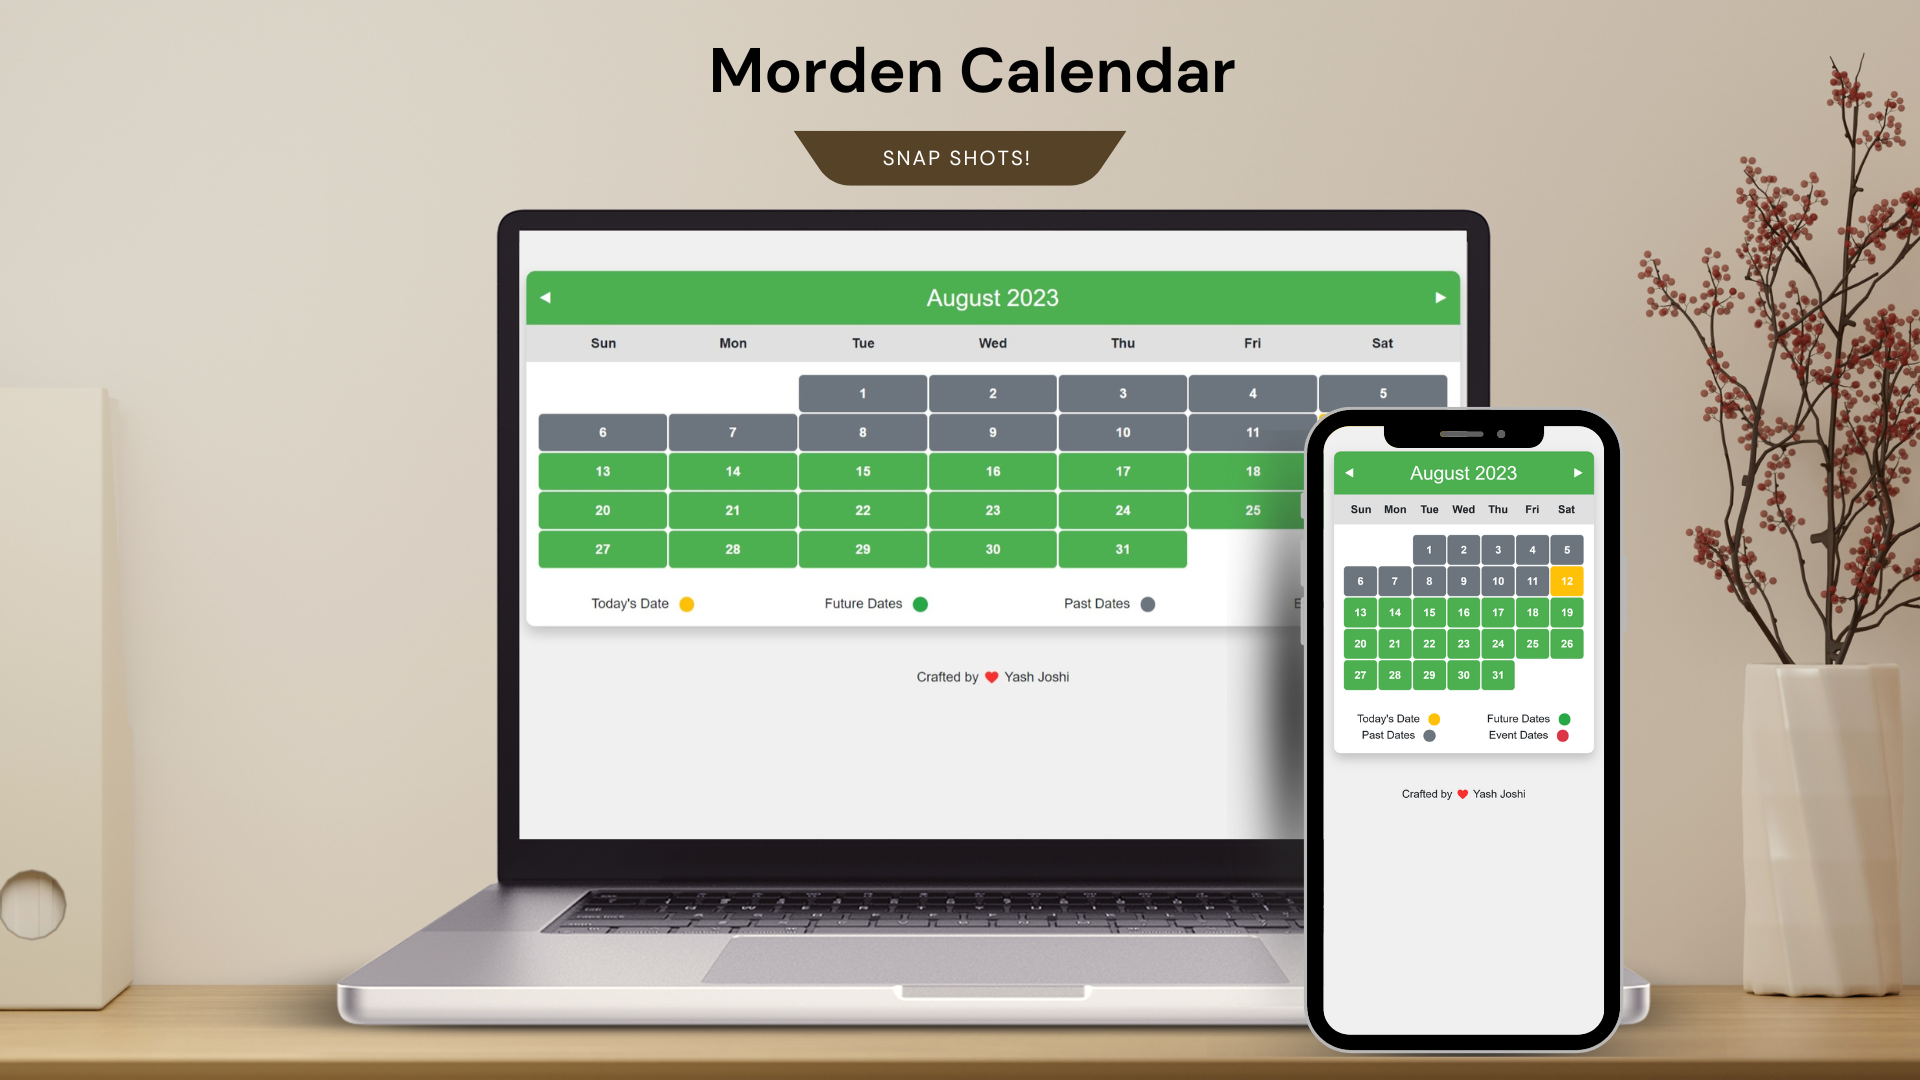 Morden Calendar
SNAP SHOTS!
◀ August 2023 ▶
Sun Mon Tue Wed Thu Fri Sat
1 2 3 4 5
6 7 8 9 10 11
13 14 15 16 17 18
20 21 22 23 24 25
27 28 29 30 31
Today's Date Future Dates Past Dates
Crafted by ❤ Yash Joshi
◀ August 2023 ▶
Sun Mon Tue Wed Thu Fri Sat
1 2 3 4 5
6 7 8 9 10 11 12
13 14 15 16 17 18 19
20 21 22 23 24 25 26
27 28 29 30 31
Today's Date Future Dates
Past Dates Event Dates
Crafted by ❤ Yash Joshi